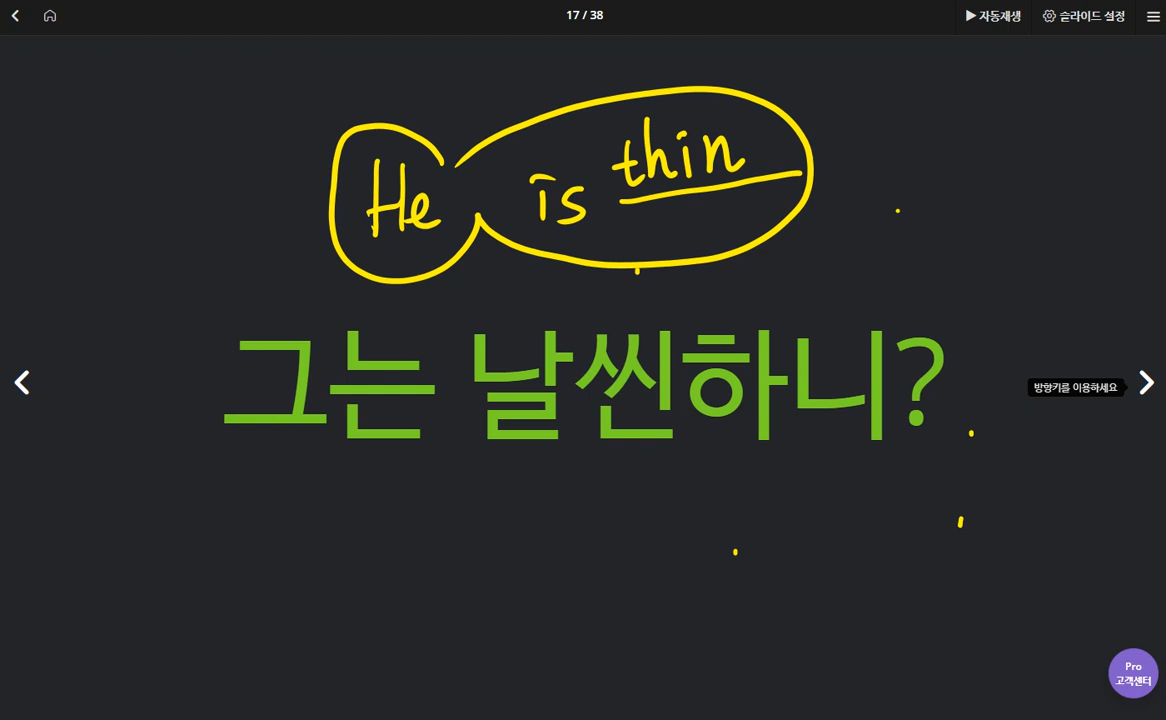 17 / 38
자동재생
슬라이드 설정
He is thin
그는 날씬하니?
방향키를 이용하세요
Pro
고객센터